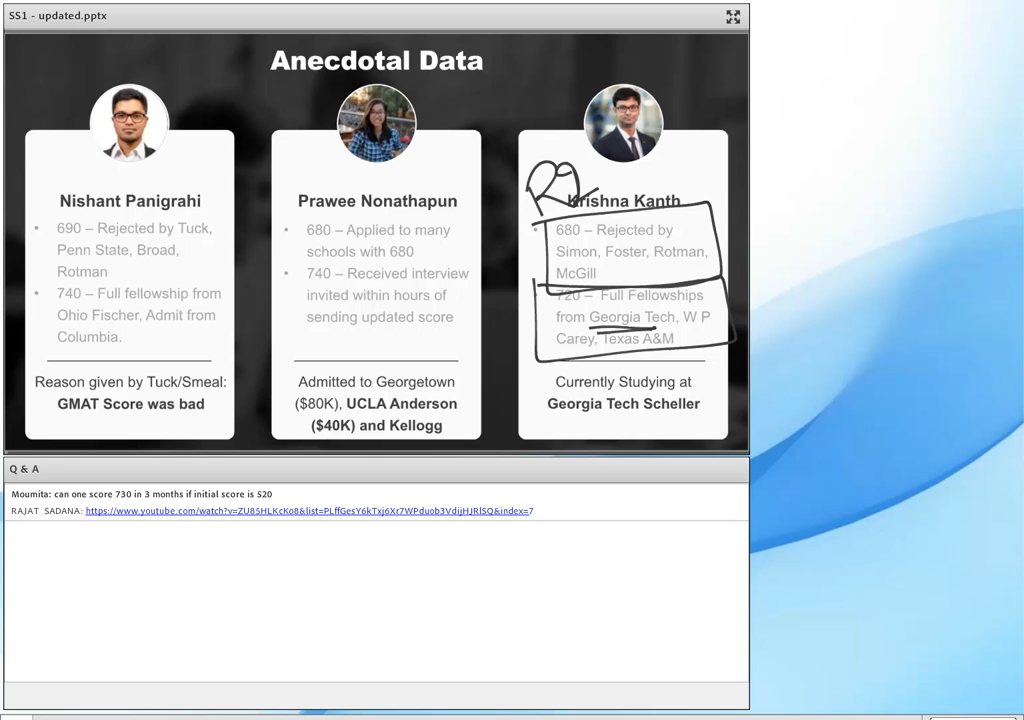 SS1 - updated.pptx
Anecdotal Data
Nishant Panigrahi
• 690 – Rejected by Tuck,
Penn State, Broad,
Rotman
• 740 – Full fellowship from
Ohio Fischer, Admit from
Columbia.
Reason given by Tuck/Smeal:
GMAT Score was bad
Prawee Nonathapun
• 680 – Applied to many
schools with 680
• 740 – Received interview
invited within hours of
sending updated score
Admitted to Georgetown
($80K), UCLA Anderson
($40K) and Kellogg
R2
Krishna Kanth
• 680 – Rejected by
Simon, Foster, Rotman,
McGill
• 720 – Full Fellowships
from Georgia Tech, W P
Carey, Texas A&M
Currently Studying at
Georgia Tech Scheller
Q & A
Moumita: can one score 730 in 3 months if initial score is 520
RAJAT SADANA: https://www.youtube.com/watch?v=ZU85HLKcKo8&list=PLffGesY6kTxj6Xr7WPduob3VdijHJRlSQ&index=7